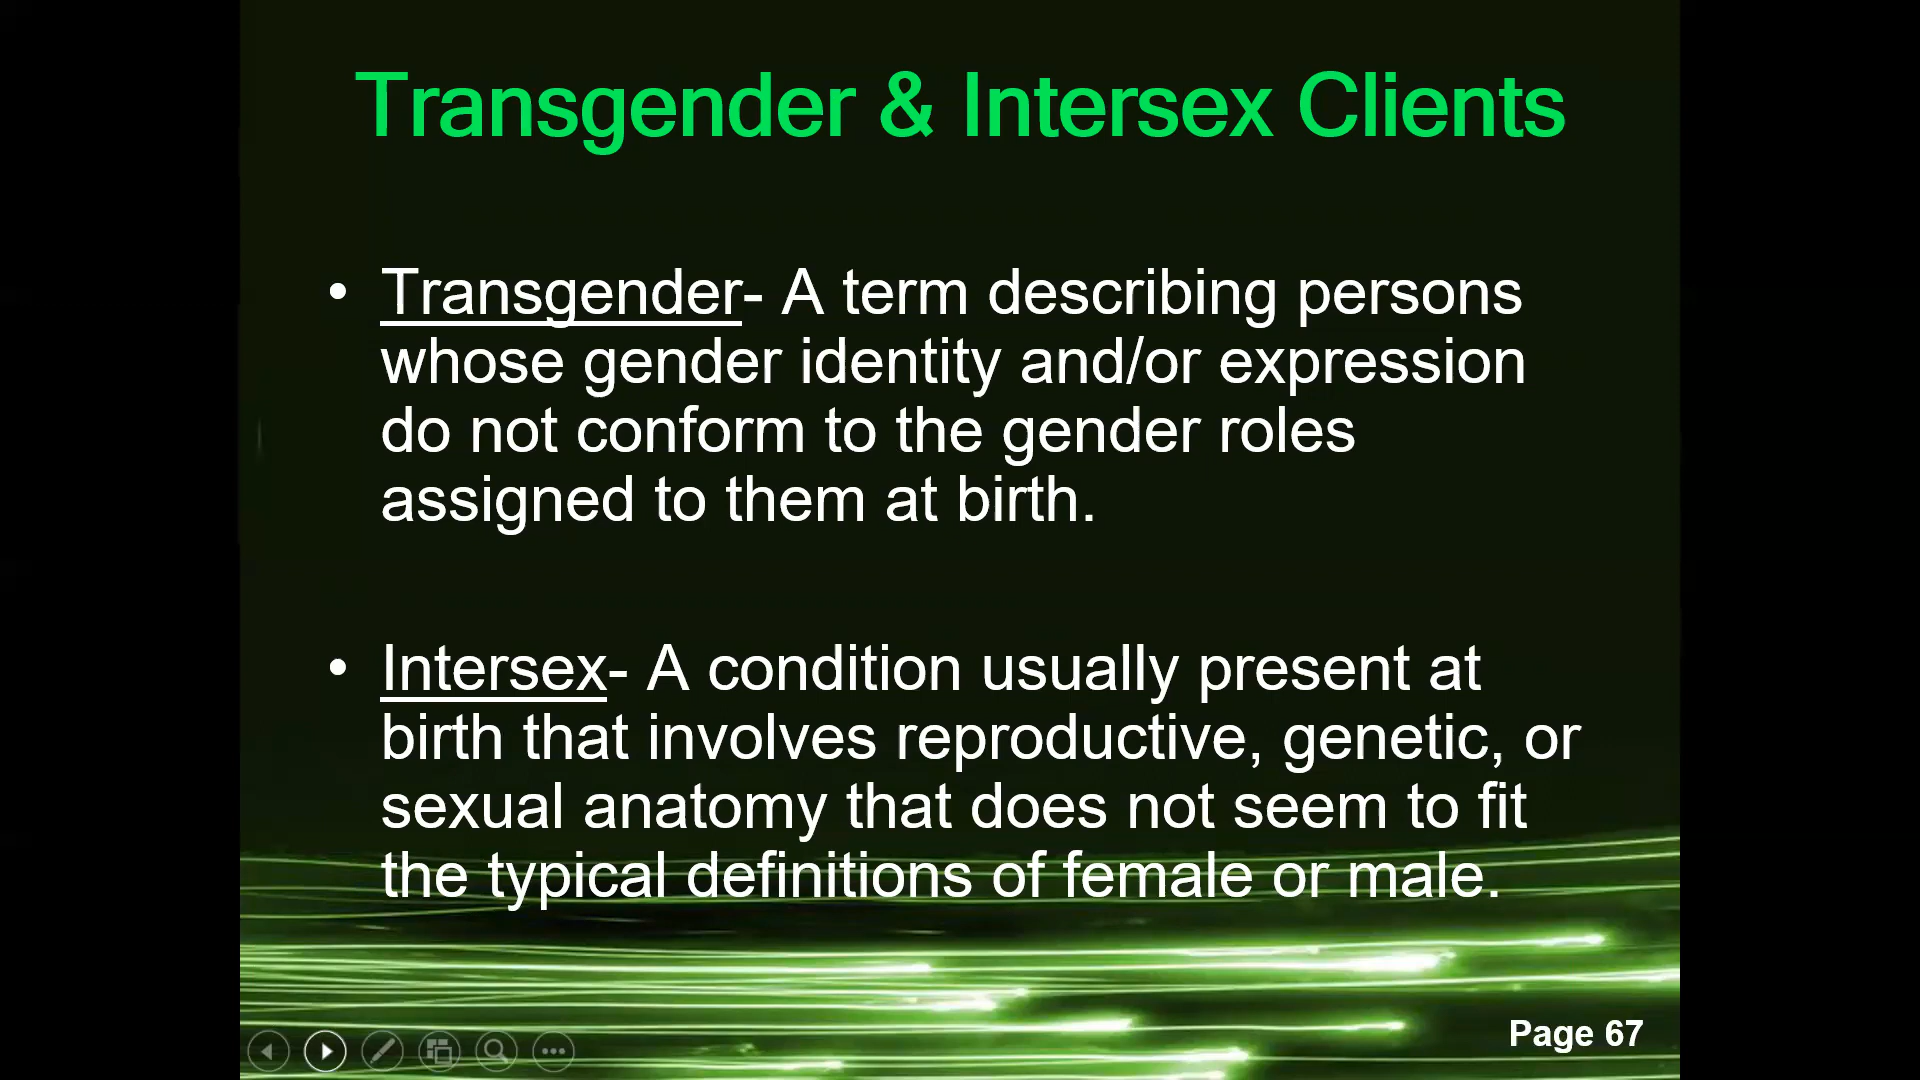 Transgender & Intersex Clients
• Transgender- A term describing persons
whose gender identity and/or expression
do not conform to the gender roles
assigned to them at birth.
• Intersex- A condition usually present at
birth that involves reproductive, genetic, or
sexual anatomy that does not seem to fit
the typical definitions of female or male.
Page 67